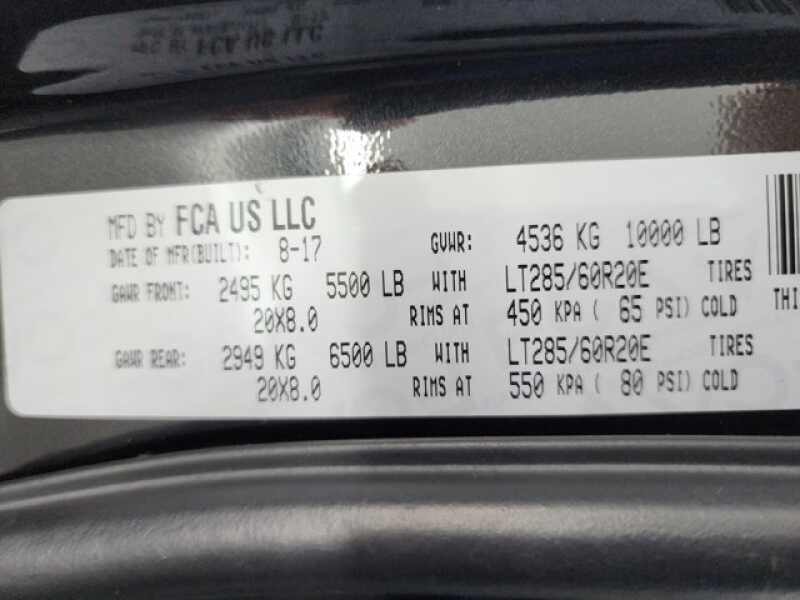 MFD BY FCA US LLC
DATE OF MFR(BUILT): 8-17 GVWR: 4536 KG 10000 LB
GAWR FRONT: 2495 KG 5500 LB WITH LT285/60R20E TIRES
20X8.0 RIMS AT 450 KPA ( 65 PSI) COLD
THI
GAWR REAR: 2949 KG 6500 LB WITH LT285/60R20E TIRES
20X8.0 RIMS AT 550 KPA ( 80 PSI) COLD